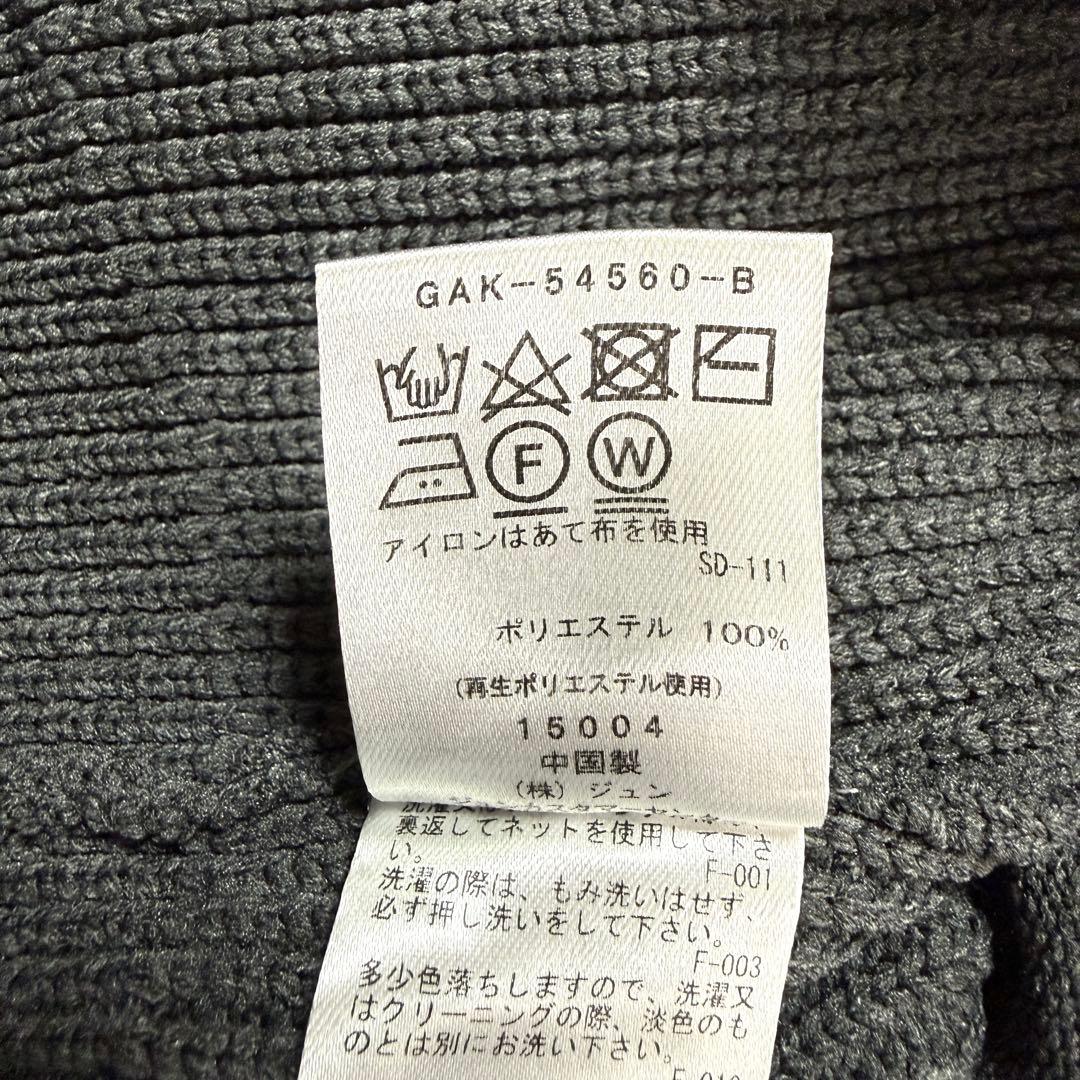 GAK-54560-B
F W
アイロンはあて布を使用
SD-111
ポリエステル 100%
(再生ポリエステル使用)
15004
中国製
(株) ジュン
裏返してネットを使用して下さ
い。
F-001
洗濯の際は、もみ洗いはせず、
必ず押し洗いをして下さい。
F-003
多少色落ちしますので、洗濯又
はクリーニングの際、淡色のも
のとは別にお洗い下さい。